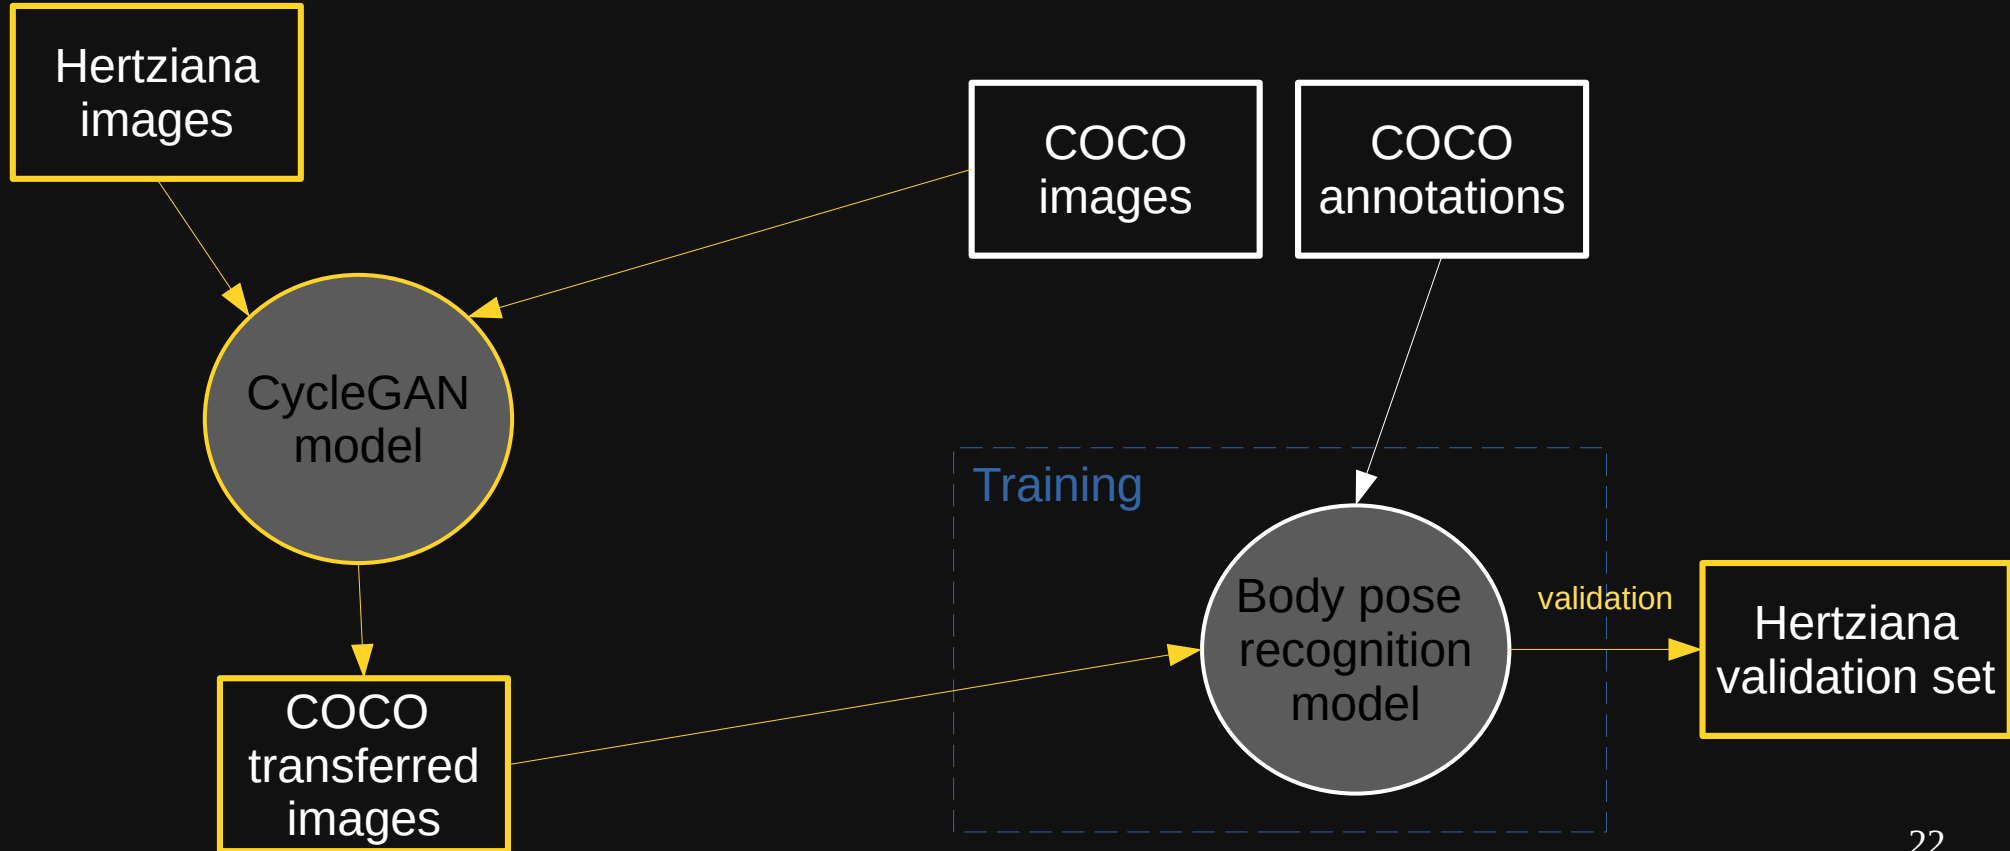 Hertziana
images
COCO
images
COCO
annotations
CycleGAN
model
Training
Body pose
recognition
model
validation
Hertziana
validation set
COCO
transferred
images
22